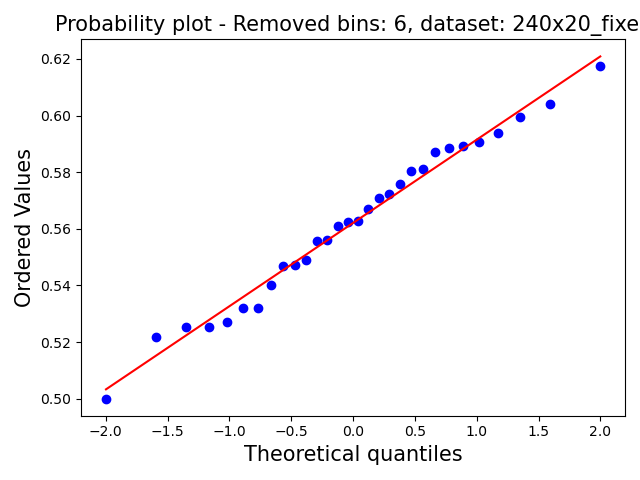 Probability plot - Removed bins: 6, dataset: 240x20_fixe
Ordered Values
0.62
0.60
0.58
0.56
0.54
0.52
0.50
−2.0 −1.5 −1.0 −0.5 0.0 0.5 1.0 1.5 2.0
Theoretical quantiles